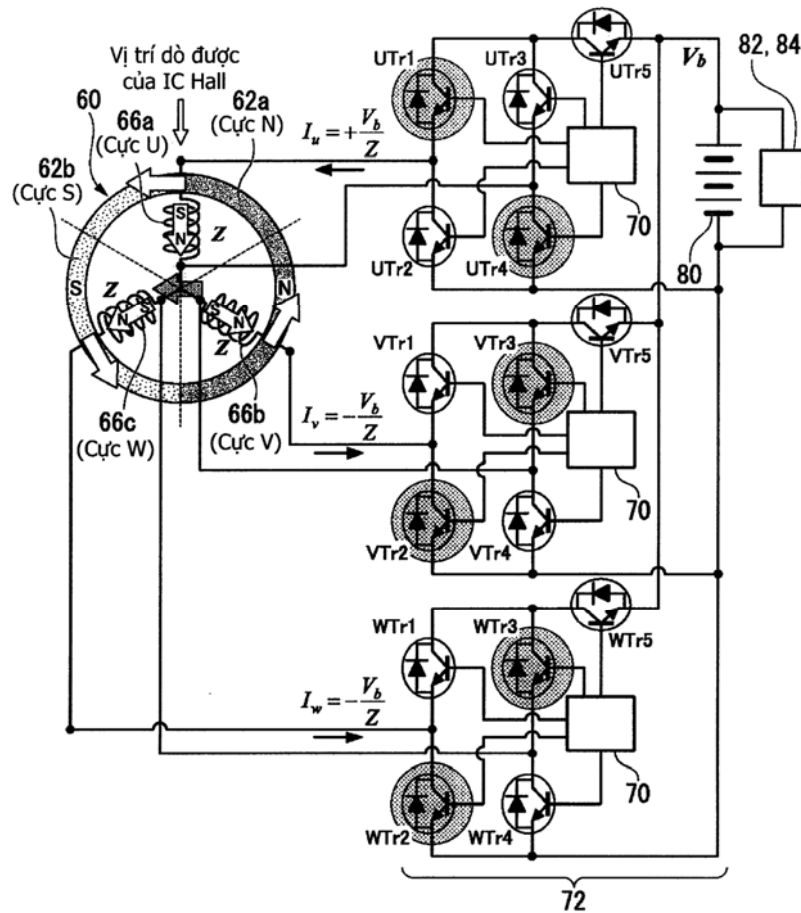 Vị trí dò được
của IC Hall
60
66a
(Cực U)
62a
(Cực N)
62b
(Cực S)
I_u = + V_b / Z
UTr1
UTr3
UTr5
V_b
82, 84
S
N
Z
70
80
UTr2
UTr4
S
Z
N
N
N
Z
66c
(Cực W)
66b
(Cực V)
I_v = − V_b / Z
VTr1
VTr3
VTr5
70
VTr2
VTr4
I_w = − V_b / Z
WTr1
WTr3
WTr5
70
WTr2
WTr4
72